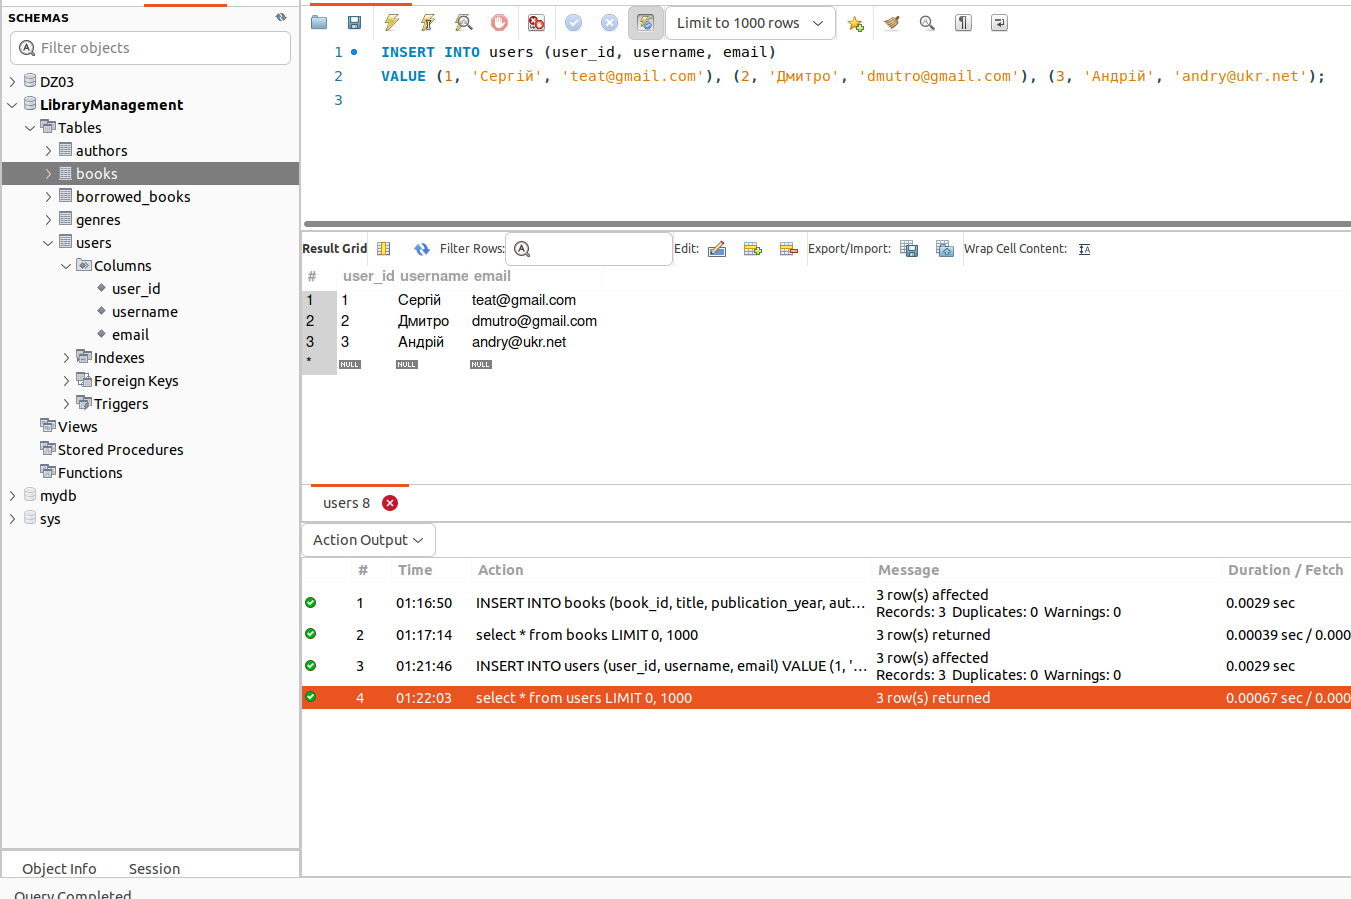 SCHEMAS
Filter objects
DZ03
LibraryManagement
Tables
authors
books
borrowed_books
genres
users
Columns
user_id
username
email
Indexes
Foreign Keys
Triggers
Views
Stored Procedures
Functions
mydb
sys
Object Info Session
Query Completed
Limit to 1000 rows
1 INSERT INTO users (user_id, username, email)
2 VALUE (1, 'Сергій', 'teat@gmail.com'), (2, 'Дмитро', 'dmutro@gmail.com'), (3, 'Андрій', 'andry@ukr.net');
3
Result Grid Filter Rows: Edit: Export/Import: Wrap Cell Content:
# user_id username email
1 1 Сергій teat@gmail.com
2 2 Дмитро dmutro@gmail.com
3 3 Андрій andry@ukr.net
* NULL NULL NULL
users 8
Action Output
# Time Action Message Duration / Fetch
1 01:16:50 INSERT INTO books (book_id, title, publication_year, aut... 3 row(s) affected
Records: 3 Duplicates: 0 Warnings: 0 0.0029 sec
2 01:17:14 select * from books LIMIT 0, 1000 3 row(s) returned 0.00039 sec / 0.000
3 01:21:46 INSERT INTO users (user_id, username, email) VALUE (1, '... 3 row(s) affected
Records: 3 Duplicates: 0 Warnings: 0 0.0029 sec
4 01:22:03 select * from users LIMIT 0, 1000 3 row(s) returned 0.00067 sec / 0.000